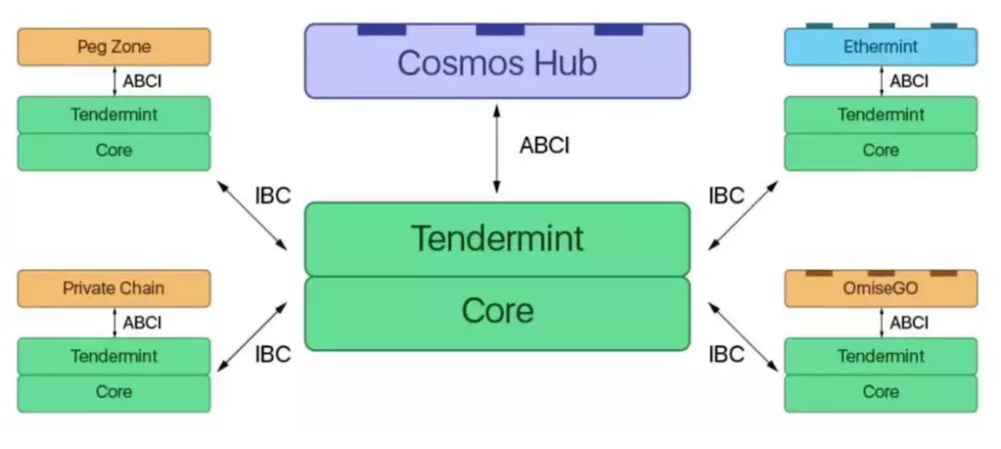 Peg Zone
ABCI
Tendermint
Core
Cosmos Hub
ABCI
Tendermint
Core
Ethermint
ABCI
Tendermint
Core
IBC
IBC
Private Chain
ABCI
Tendermint
Core
IBC
IBC
OmiseGO
ABCI
Tendermint
Core